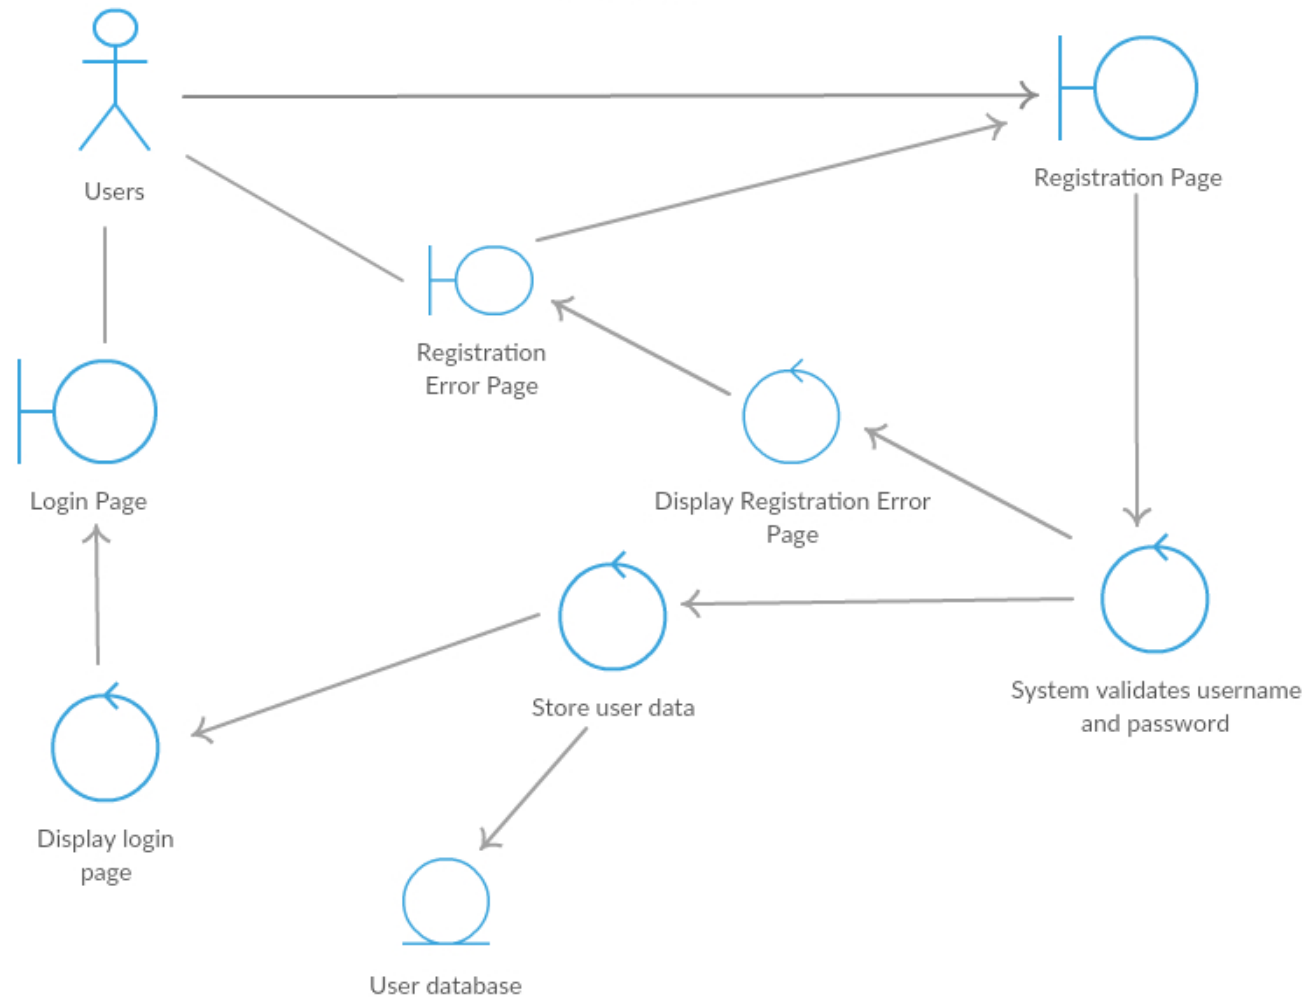 Users
Registration Page
Registration
Error Page
Login Page
Display Registration Error
Page
Store user data
System validates username
and password
Display login
page
User database